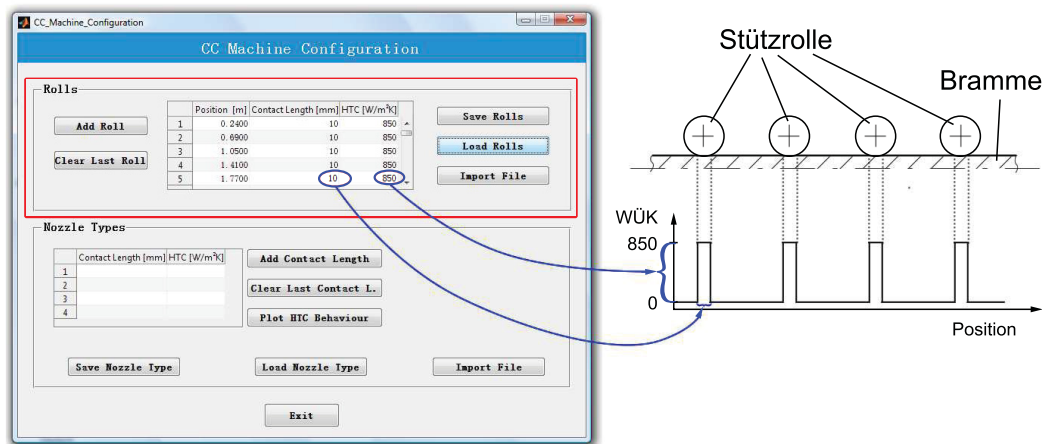 CC_Machine_Configuration
CC Machine Configuration
Rolls
Position [m] Contact Length [mm] HTC [W/m²K]
1 0.2400 10 850
2 0.6900 10 850
3 1.0500 10 850
4 1.4100 10 850
5 1.7700 10 850
Add Roll
Clear Last Roll
Save Rolls
Load Rolls
Import File
Nozzle Types
Contact Length [mm] HTC [W/m²K]
1
2
3
4
Add Contact Length
Clear Last Contact L.
Plot HTC Behaviour
Save Nozzle Type
Load Nozzle Type
Import File
Exit
Stützrolle
Bramme
WÜK
850
0
Position